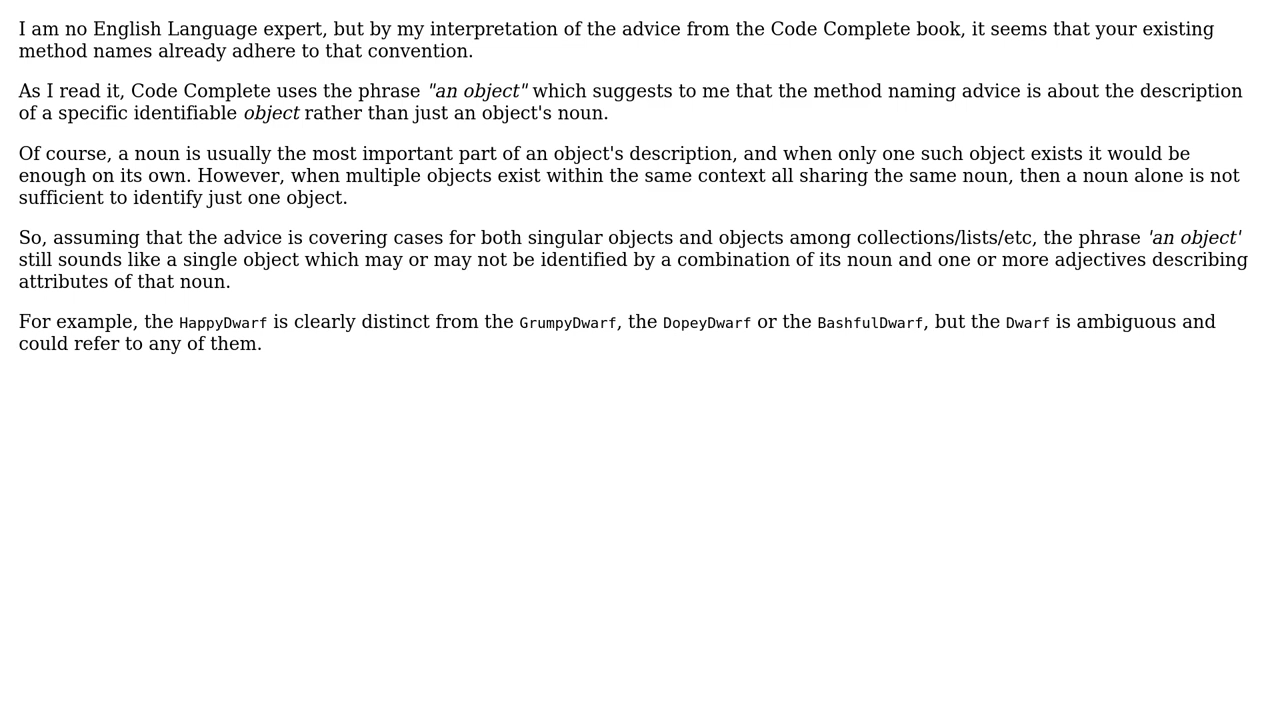 I am no English Language expert, but by my interpretation of the advice from the Code Complete book, it seems that your existing
method names already adhere to that convention.
As I read it, Code Complete uses the phrase "an object" which suggests to me that the method naming advice is about the description
of a specific identifiable object rather than just an object's noun.
Of course, a noun is usually the most important part of an object's description, and when only one such object exists it would be
enough on its own. However, when multiple objects exist within the same context all sharing the same noun, then a noun alone is not
sufficient to identify just one object.
So, assuming that the advice is covering cases for both singular objects and objects among collections/lists/etc, the phrase 'an object'
still sounds like a single object which may or may not be identified by a combination of its noun and one or more adjectives describing
attributes of that noun.
For example, the HappyDwarf is clearly distinct from the GrumpyDwarf, the DopeyDwarf or the BashfulDwarf, but the Dwarf is ambiguous and
could refer to any of them.